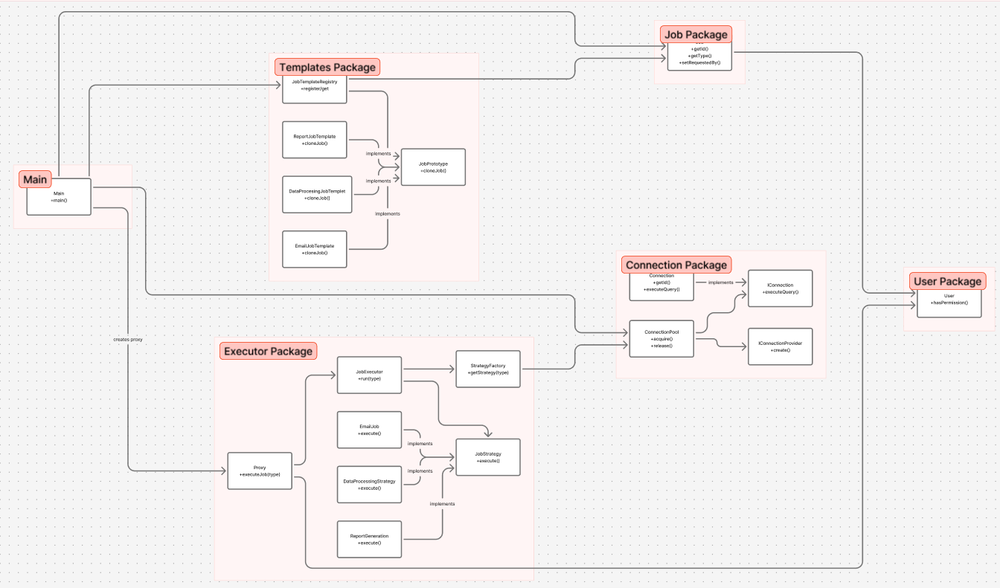 Job Package
+getId()
+getType()
+setRequestedBy()
Templates Package
JobTemplateRegistry
+register/get
ReportJobTemplate
+cloneJob()
implements
JobPrototype
+cloneJob()
DataProcesingJobTemplet
+cloneJob()
implements
implements
EmailJobTemplate
+cloneJob()
Main
Main
+main()
creates proxy
Connection Package
Connection
+getId()
+executeQuery()
implements
IConnection
+executeQuery()
ConnectionPool
+acquire()
+release()
IConnectionProvider
+create()
User Package
User
+hasPermission()
Executor Package
JobExecutor
+run(type)
StrategyFactory
+getStrategy(type)
EmailJob
+execute()
implements
JobStrategy
+execute()
Proxy
+executeJob(type)
DataProcessingStrategy
+execute()
implements
implements
ReportGeneration
+execute()